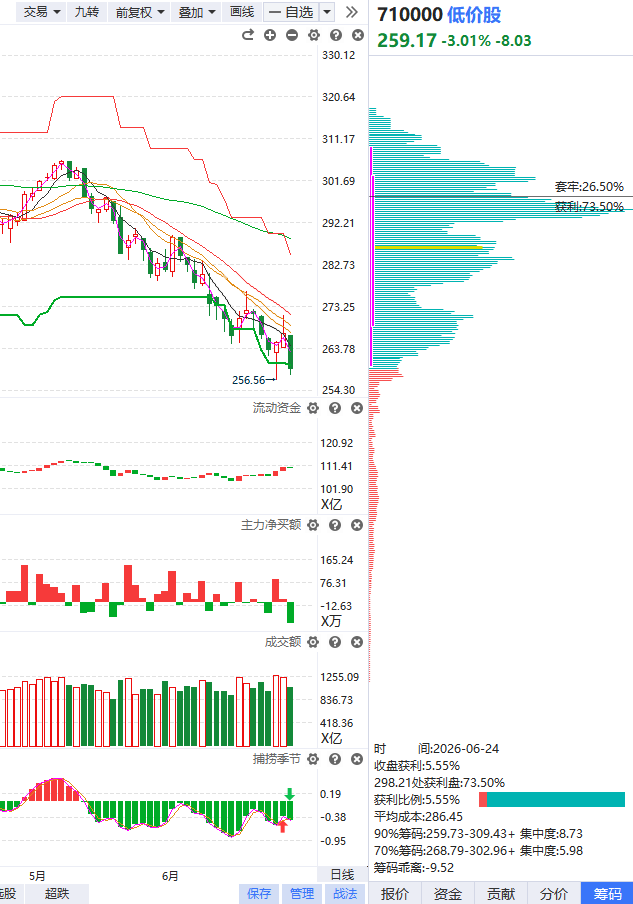 交易 九转 前复权 叠加 画线 一自选
710000 低价股
259.17 -3.01% -8.03
330.12
320.64
311.17
301.69
292.21
282.73
273.25
263.78
254.30
256.56
套牢:26.50%
获利:73.50%
流动资金
120.92
111.41
101.90
X亿
主力净买额
165.24
76.31
-12.63
X万
成交额
1255.09
836.73
418.36
X亿
捕捞季节
0.19
-0.38
-0.95
时 间:2026-06-24
收盘获利:5.55%
298.21处获利盘:73.50%
获利比例:5.55%
平均成本:286.45
90%筹码:259.73-309.43+ 集中度:8.73
70%筹码:268.79-302.96+ 集中度:5.98
筹码乖离:-9.52
5月 6月 日线
选股 超跌 保存 管理 战法
报价 资金 贡献 分价 筹码